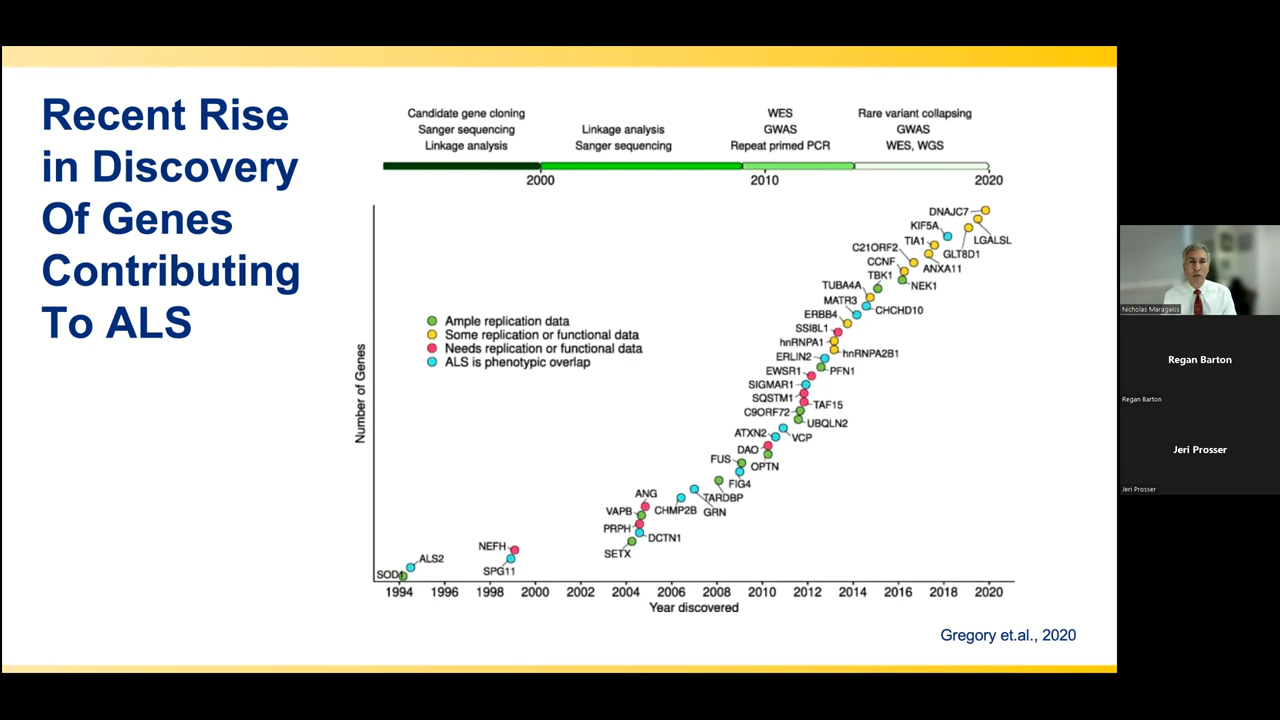 Recent Rise
in Discovery
Of Genes
Contributing
To ALS
Candidate gene cloning
Sanger sequencing
Linkage analysis
Linkage analysis
Sanger sequencing
WES
GWAS
Repeat primed PCR
Rare variant collapsing
GWAS
WES, WGS
2000
2010
2020
Ample replication data
Some replication or functional data
Needs replication or functional data
ALS is phenotypic overlap
Number of Genes
DNAJC7
KIF5A
LGALSL
TIA1
GLT8D1
C21ORF2
ANXA11
CCNF
TBK1
NEK1
TUBA4A
MATR3
CHCHD10
ERBB4
SSI8L1
hnRNPA1
hnRNPA2B1
ERLIN2
EWSR1
PFN1
SIGMAR1
SQSTM1
TAF15
C9ORF72
UBQLN2
ATXN2
VCP
DAO
OPTN
FUS
FIG4
TARDBP
ANG
CHMP2B
GRN
VAPB
PRPH
DCTN1
SETX
NEFH
SPG11
ALS2
SOD1
1994 1996 1998 2000 2002 2004 2006 2008 2010 2012 2014 2016 2018 2020
Year discovered
Gregory et.al., 2020
Nicholas Maragakis
Regan Barton
Regan Barton
Jeri Prosser
Jeri Prosser